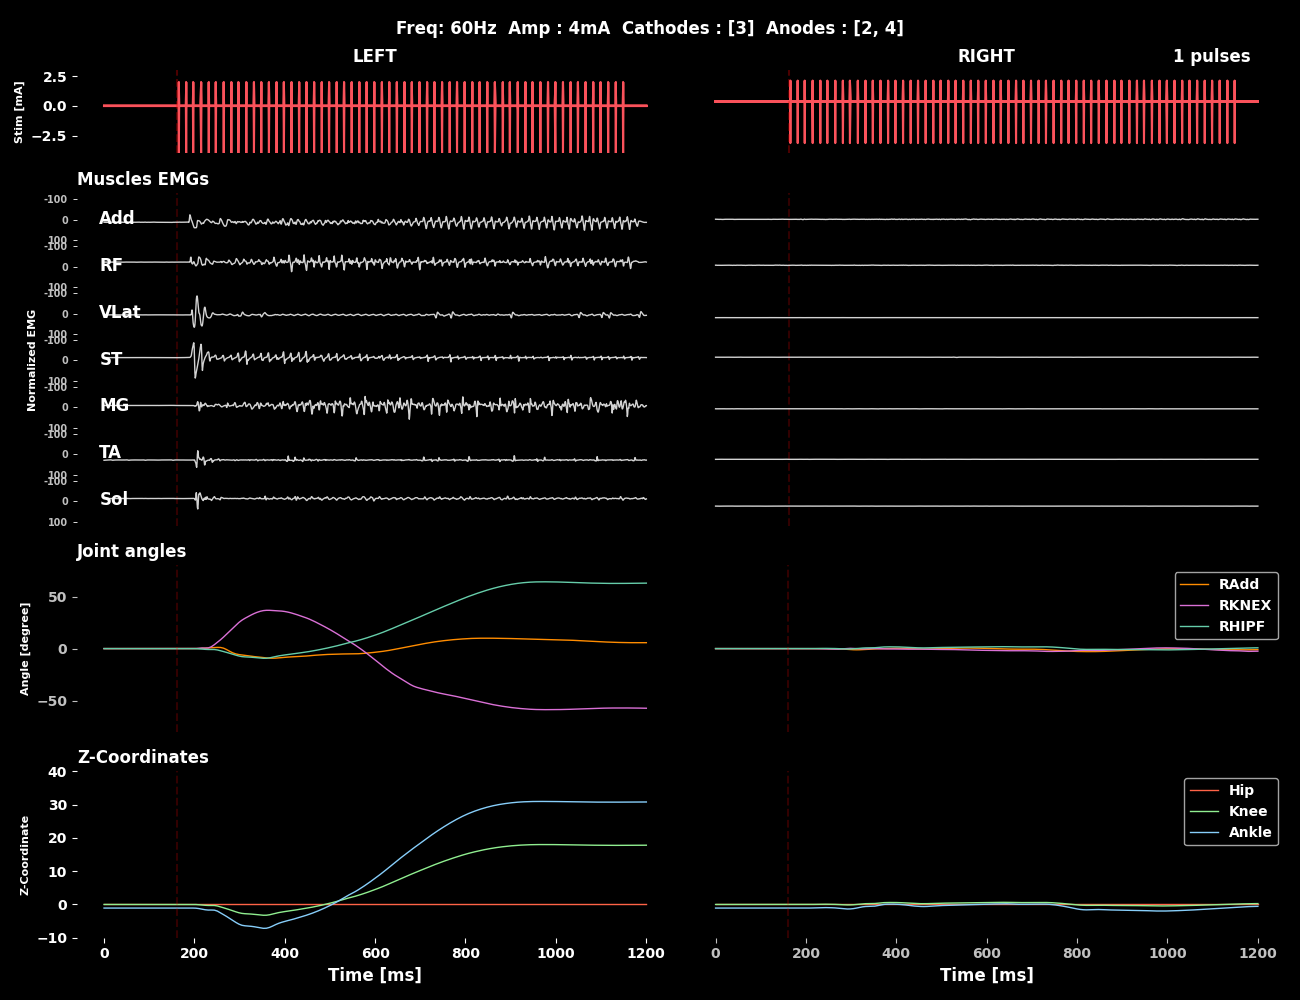 Freq: 60Hz  Amp : 4mA  Cathodes : [3]  Anodes : [2, 4]
LEFT
RIGHT
1 pulses
Stim [mA]
2.5
0.0
−2.5
Muscles EMGs
Normalized EMG
-100
0
100
Add
-100
0
100
RF
-100
0
100
VLat
-100
0
100
ST
-100
0
100
MG
-100
0
100
TA
-100
0
100
Sol
Joint angles
Angle [degree]
50
0
−50
RAdd
RKNEX
RHIPF
Z-Coordinates
Z-Coordinate
40
30
20
10
0
−10
Hip
Knee
Ankle
0 200 400 600 800 1000 1200
0 200 400 600 800 1000 1200
Time [ms]
Time [ms]